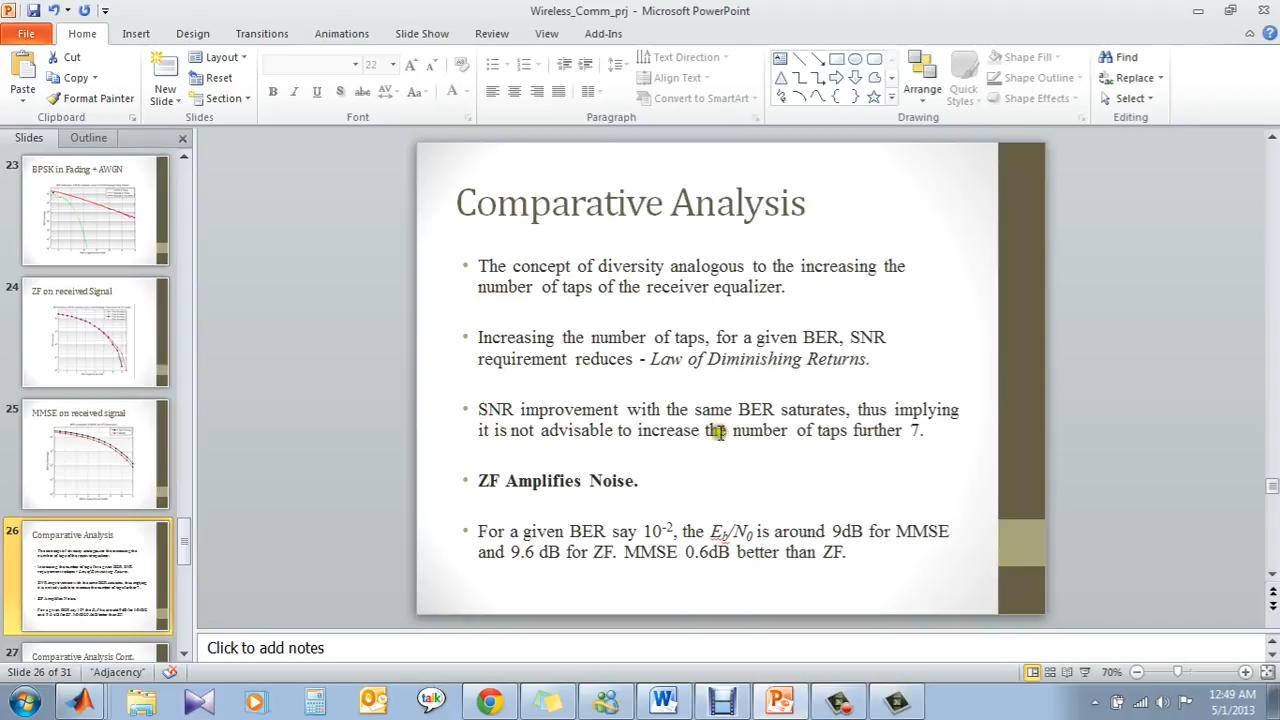 Wireless_Comm_prj - Microsoft PowerPoint
File Home Insert Design Transitions Animations Slide Show Review View Add-Ins
Paste
Cut
Copy
Format Painter
Clipboard
New Slide
Layout
Reset
Section
Slides
22
Font
Text Direction
Align Text
Convert to SmartArt
Paragraph
Arrange
Quick Styles
Shape Fill
Shape Outline
Shape Effects
Drawing
Find
Replace
Select
Editing
Slides Outline
23
BPSK in Fading + AWGN
24
ZF on received Signal
25
MMSE on received signal
26
Comparative Analysis
27
Comparative Analysis Cont.
Comparative Analysis
• The concept of diversity analogous to the increasing the
number of taps of the receiver equalizer.
• Increasing the number of taps, for a given BER, SNR
requirement reduces - Law of Diminishing Returns.
• SNR improvement with the same BER saturates, thus implying
it is not advisable to increase the number of taps further 7.
• ZF Amplifies Noise.
• For a given BER say 10-2, the Eb/N0 is around 9dB for MMSE
and 9.6 dB for ZF. MMSE 0.6dB better than ZF.
Click to add notes
Slide 26 of 31 "Adjacency" 70%
talk
12:49 AM
5/1/2013